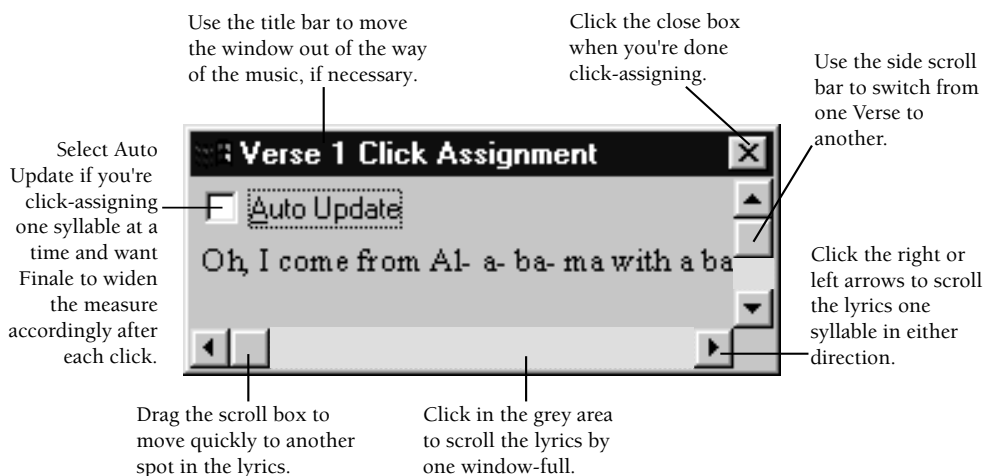 Use the title bar to move
the window out of the way
of the music, if necessary.
Click the close box
when you're done
click-assigning.
Use the side scroll
bar to switch from
one Verse to
another.
Select Auto
Update if you're
click-assigning
one syllable at a
time and want
Finale to widen
the measure
accordingly after
each click.
Verse 1 Click Assignment
Auto Update
Oh, I come from Al- a- ba- ma with a ba
Click the right or
left arrows to scroll
the lyrics one
syllable in either
direction.
Drag the scroll box to
move quickly to another
spot in the lyrics.
Click in the grey area
to scroll the lyrics by
one window-full.